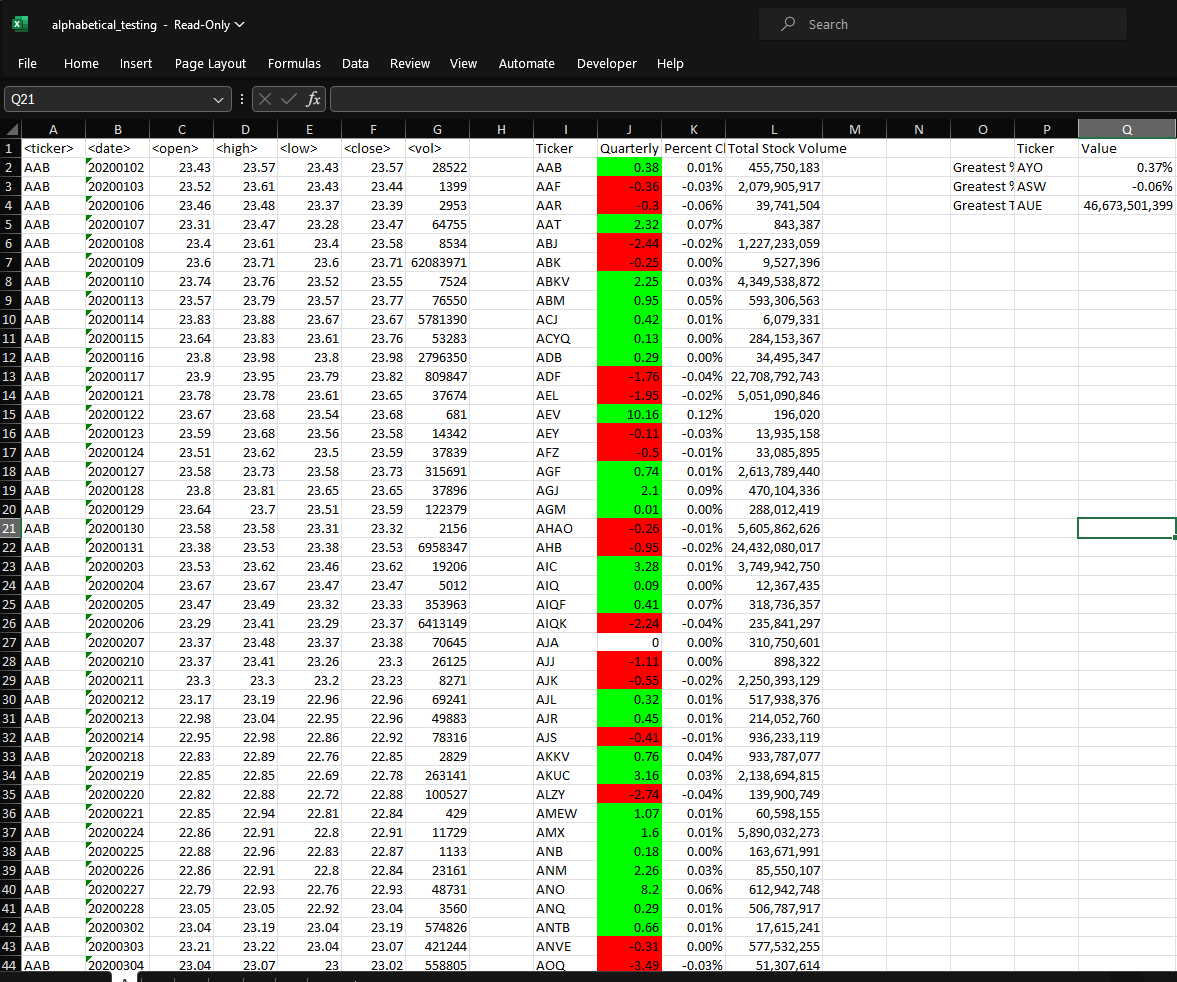 alphabetical_testing - Read-Only
Search
File Home Insert Page Layout Formulas Data Review View Automate Developer Help
Q21 fx
A B C D E F G H I J K L M N O P Q
1 <ticker> <date> <open> <high> <low> <close> <vol> Ticker Quarterly Percent Total Stock Volume Ticker Value
2 AAB 20200102 23.43 23.57 23.43 23.57 28522 AAB 0.38 0.01% 455,750,183 Greatest % AYO 0.37%
3 AAB 20200103 23.52 23.61 23.43 23.44 1399 AAF -0.36 -0.03% 2,079,905,917 Greatest % ASW -0.06%
4 AAB 20200106 23.46 23.48 23.37 23.39 2953 AAR -0.3 -0.06% 39,741,504 Greatest T AUE 46,673,501,399
5 AAB 20200107 23.31 23.47 23.28 23.47 64755 AAT 2.32 0.07% 843,387
6 AAB 20200108 23.4 23.61 23.4 23.58 8534 ABJ -2.44 -0.02% 1,227,233,059
7 AAB 20200109 23.6 23.71 23.6 23.71 62083971 ABK -0.25 0.00% 9,527,396
8 AAB 20200110 23.74 23.76 23.52 23.55 7524 ABKV 2.25 0.03% 4,349,538,872
9 AAB 20200113 23.57 23.79 23.57 23.77 76550 ABM 0.95 0.05% 593,306,563
10 AAB 20200114 23.83 23.88 23.67 23.67 5781390 ACJ 0.42 0.01% 6,079,331
11 AAB 20200115 23.64 23.83 23.61 23.76 53283 ACYQ 0.13 0.00% 284,153,367
12 AAB 20200116 23.8 23.98 23.8 23.98 2796350 ADB 0.29 0.00% 34,495,347
13 AAB 20200117 23.9 23.95 23.79 23.82 809847 ADF -1.76 -0.04% 22,708,792,743
14 AAB 20200121 23.78 23.78 23.61 23.65 37674 AEL -1.95 -0.02% 5,051,090,846
15 AAB 20200122 23.67 23.68 23.54 23.68 681 AEV 10.16 0.12% 196,020
16 AAB 20200123 23.59 23.68 23.56 23.58 14342 AEY -0.11 -0.03% 13,935,158
17 AAB 20200124 23.51 23.62 23.5 23.59 37839 AFZ -0.5 -0.01% 33,085,895
18 AAB 20200127 23.58 23.73 23.58 23.73 315691 AGF 0.74 0.01% 2,613,789,440
19 AAB 20200128 23.8 23.81 23.65 23.65 37896 AGJ 2.1 0.09% 470,104,336
20 AAB 20200129 23.64 23.7 23.51 23.59 122379 AGM 0.01 0.00% 288,012,419
21 AAB 20200130 23.58 23.58 23.31 23.32 2156 AHAO -0.26 -0.01% 5,605,862,626
22 AAB 20200131 23.38 23.53 23.38 23.53 6958347 AHB -0.95 -0.02% 24,432,080,017
23 AAB 20200203 23.53 23.62 23.46 23.62 19206 AIC 3.28 0.01% 3,749,942,750
24 AAB 20200204 23.67 23.67 23.47 23.47 5012 AIQ 0.09 0.00% 12,367,435
25 AAB 20200205 23.47 23.49 23.32 23.33 353963 AIQF 0.41 0.07% 318,736,357
26 AAB 20200206 23.29 23.41 23.29 23.37 6413149 AIQK -2.24 -0.04% 235,841,297
27 AAB 20200207 23.37 23.48 23.37 23.38 70645 AJA 0 0.00% 310,750,601
28 AAB 20200210 23.37 23.41 23.26 23.3 26125 AJJ -1.11 0.00% 898,322
29 AAB 20200211 23.3 23.3 23.2 23.23 8271 AJK -0.55 -0.02% 2,250,393,129
30 AAB 20200212 23.17 23.19 22.96 22.96 69241 AJL 0.32 0.01% 517,938,376
31 AAB 20200213 22.98 23.04 22.95 22.96 49883 AJR 0.45 0.01% 214,052,760
32 AAB 20200214 22.95 22.98 22.86 22.92 78316 AJS -0.41 -0.01% 936,233,119
33 AAB 20200218 22.83 22.89 22.76 22.85 2829 AKKV 0.76 0.04% 933,787,077
34 AAB 20200219 22.85 22.85 22.69 22.78 263141 AKUC 3.16 0.03% 2,138,694,815
35 AAB 20200220 22.82 22.88 22.72 22.88 100527 ALZY -2.74 -0.04% 139,900,749
36 AAB 20200221 22.85 22.94 22.81 22.84 429 AMEW 1.07 0.01% 60,598,155
37 AAB 20200224 22.86 22.91 22.8 22.91 11729 AMX 1.6 0.01% 5,890,032,273
38 AAB 20200225 22.88 22.96 22.83 22.87 1133 ANB 0.18 0.00% 163,671,991
39 AAB 20200226 22.86 22.91 22.8 22.84 23161 ANM 2.26 0.03% 85,550,107
40 AAB 20200227 22.79 22.93 22.76 22.93 48731 ANO 8.2 0.06% 612,942,748
41 AAB 20200228 23.05 23.05 22.92 23.04 3560 ANQ 0.29 0.01% 506,787,917
42 AAB 20200302 23.04 23.19 23.04 23.19 574826 ANTB 0.66 0.01% 17,615,241
43 AAB 20200303 23.21 23.22 23.04 23.07 421244 ANVE -0.31 0.00% 577,532,255
44 AAB 20200304 23.04 23.07 23 23.02 558805 AOQ -3.49 -0.03% 51,307,614